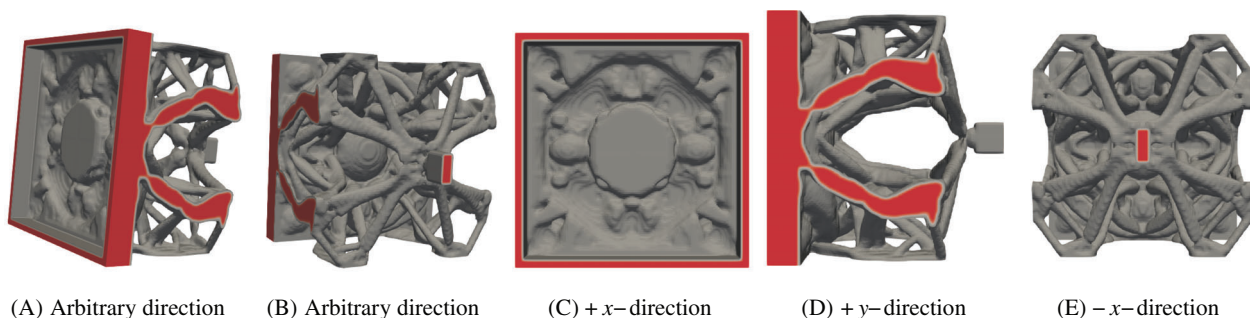 (A) Arbitrary direction
(B) Arbitrary direction
(C) + x− direction
(D) + y− direction
(E) − x− direction